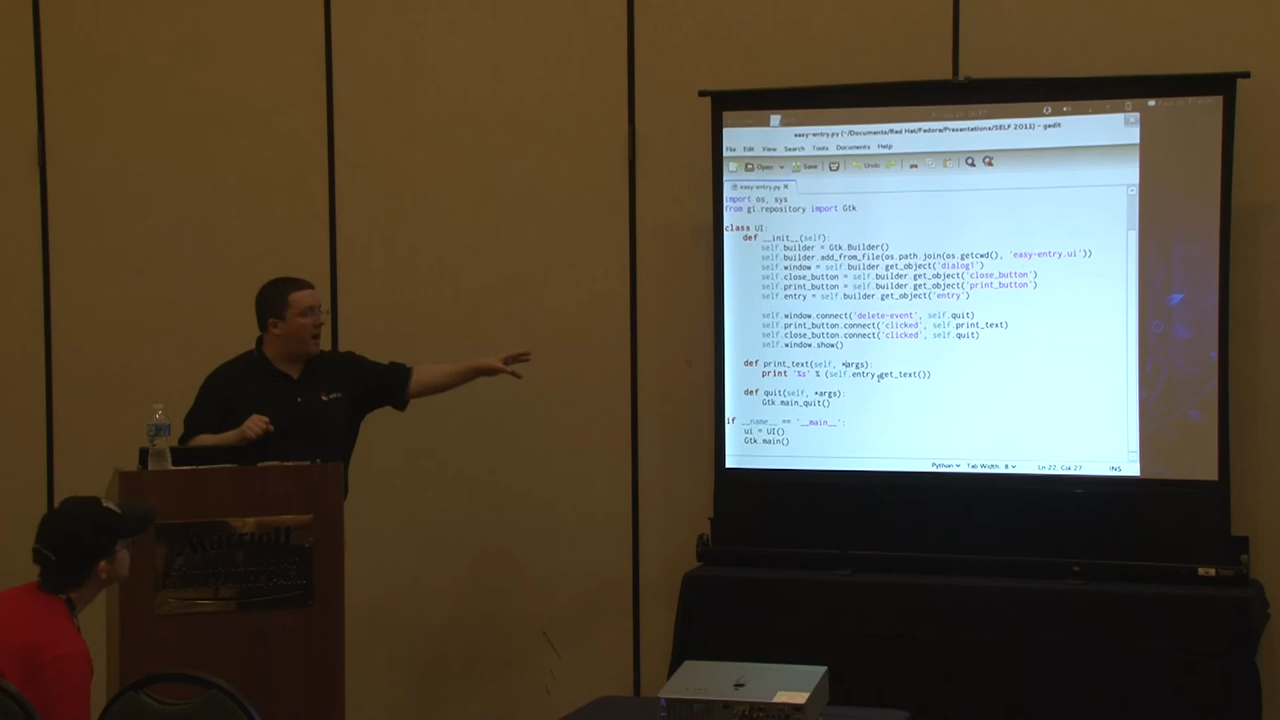 easy-entry.py (~/Documents/Red Hat/Fedora/Presentations/SELF 2011) - gedit
File Edit View Search Tools Documents Help
Open Save Undo
easy-entry.py
import os, sys
from gi.repository import Gtk
class UI:
def __init__(self):
self.builder = Gtk.Builder()
self.builder.add_from_file(os.path.join(os.getcwd(), 'easy-entry.ui'))
self.window = self.builder.get_object('dialog1')
self.close_button = self.builder.get_object('close_button')
self.print_button = self.builder.get_object('print_button')
self.entry = self.builder.get_object('entry')
self.window.connect('delete-event', self.quit)
self.print_button.connect('clicked', self.print_text)
self.close_button.connect('clicked', self.quit)
self.window.show()
def print_text(self, *args):
print '%s' % (self.entry.get_text())
def quit(self, *args):
Gtk.main_quit()
if __name__ == '__main__':
ui = UI()
Gtk.main()
Python Tab Width: 8 Ln 22, Col 27 INS
Marriott